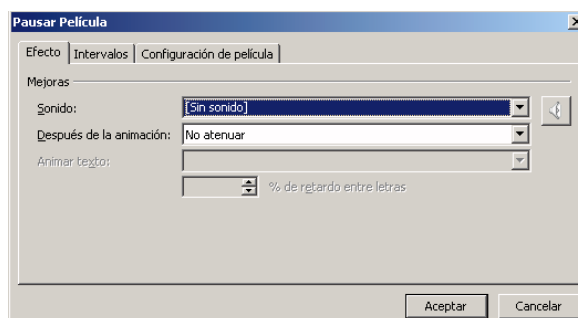 Pausar Película
Efecto Intervalos Configuración de película
Mejoras
Sonido: [Sin sonido]
Después de la animación: No atenuar
Animar texto:
% de retardo entre letras
Aceptar Cancelar